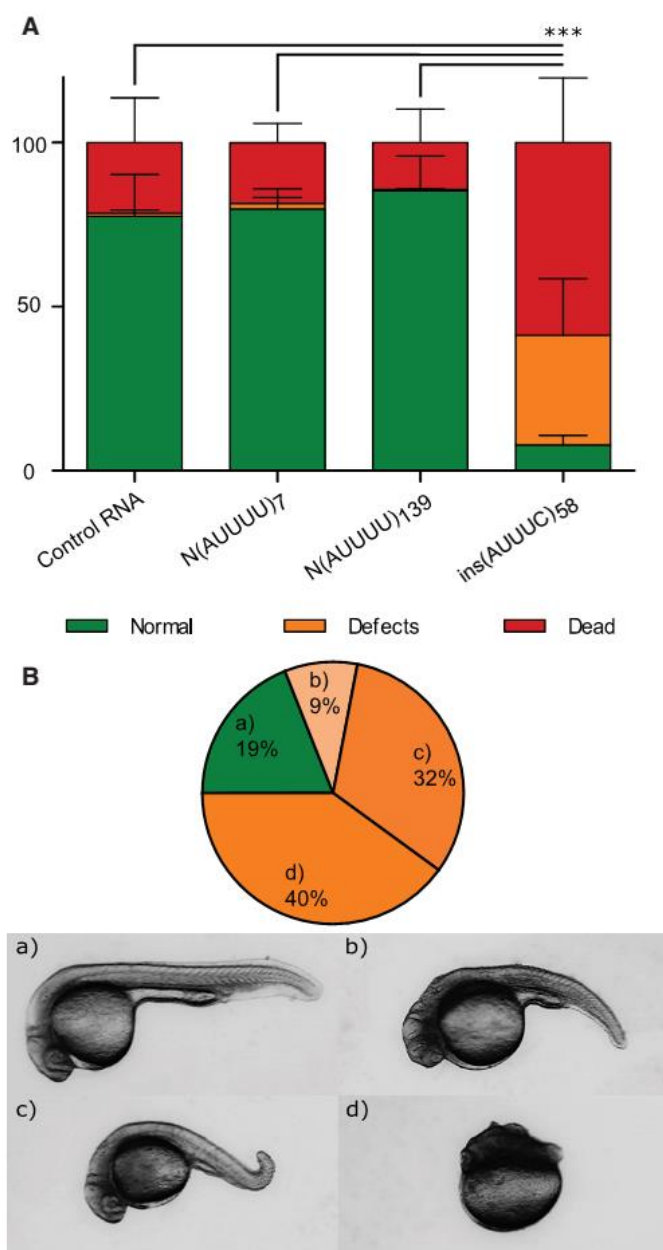 A
***
100
50
0
Control RNA
N(AUUUU)7
N(AUUUU)139
ins(AUUUC)58
Normal Defects Dead
B
a)
19%
b)
9%
c)
32%
d)
40%
a)
b)
c)
d)